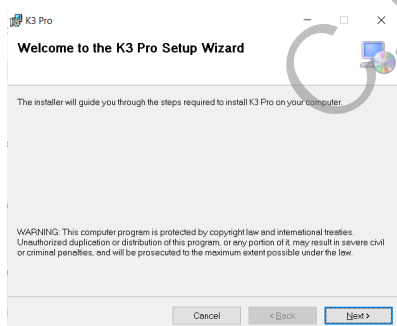 K3 Pro
Welcome to the K3 Pro Setup Wizard
The installer will guide you through the steps required to install K3 Pro on your computer.
WARNING: This computer program is protected by copyright law and international treaties.
Unauthorized duplication or distribution of this program, or any portion of it, may result in severe civil
or criminal penalties, and will be prosecuted to the maximum extent possible under the law.
Cancel < Back Next >